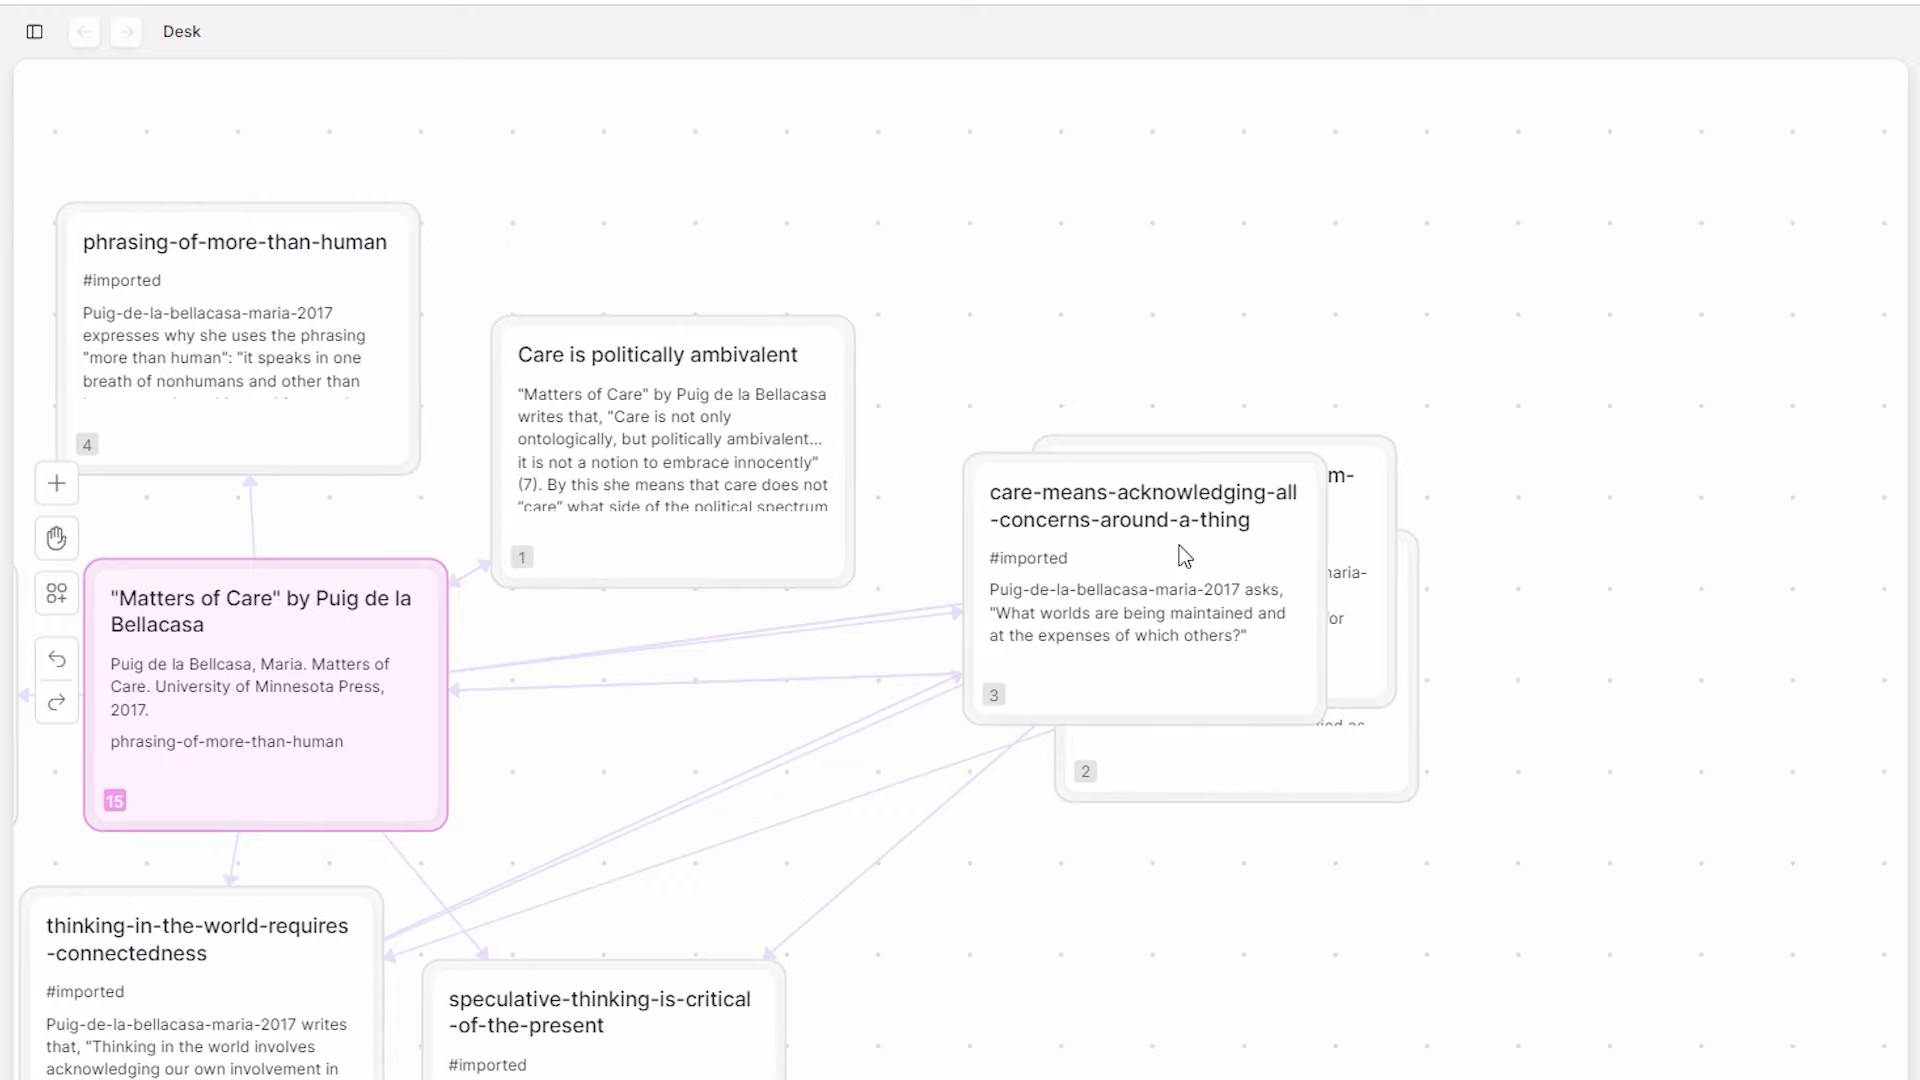 Desk
phrasing-of-more-than-human
#imported
Puig-de-la-bellacasa-maria-2017
expresses why she uses the phrasing
"more than human": "it speaks in one
breath of nonhumans and other than
4
Care is politically ambivalent
"Matters of Care" by Puig de la Bellacasa
writes that, "Care is not only
ontologically, but politically ambivalent...
it is not a notion to embrace innocently"
(7). By this she means that care does not
“care” what side of the political spectrum
1
care-means-acknowledging-all
-concerns-around-a-thing
#imported
Puig-de-la-bellacasa-maria-2017 asks,
"What worlds are being maintained and
at the expenses of which others?"
3
m-
naria-
or
2
"Matters of Care" by Puig de la
Bellacasa
Puig de la Bellcasa, Maria. Matters of
Care. University of Minnesota Press,
2017.
phrasing-of-more-than-human
15
thinking-in-the-world-requires
-connectedness
#imported
Puig-de-la-bellacasa-maria-2017 writes
that, "Thinking in the world involves
acknowledging our own involvement in
speculative-thinking-is-critical
-of-the-present
#imported